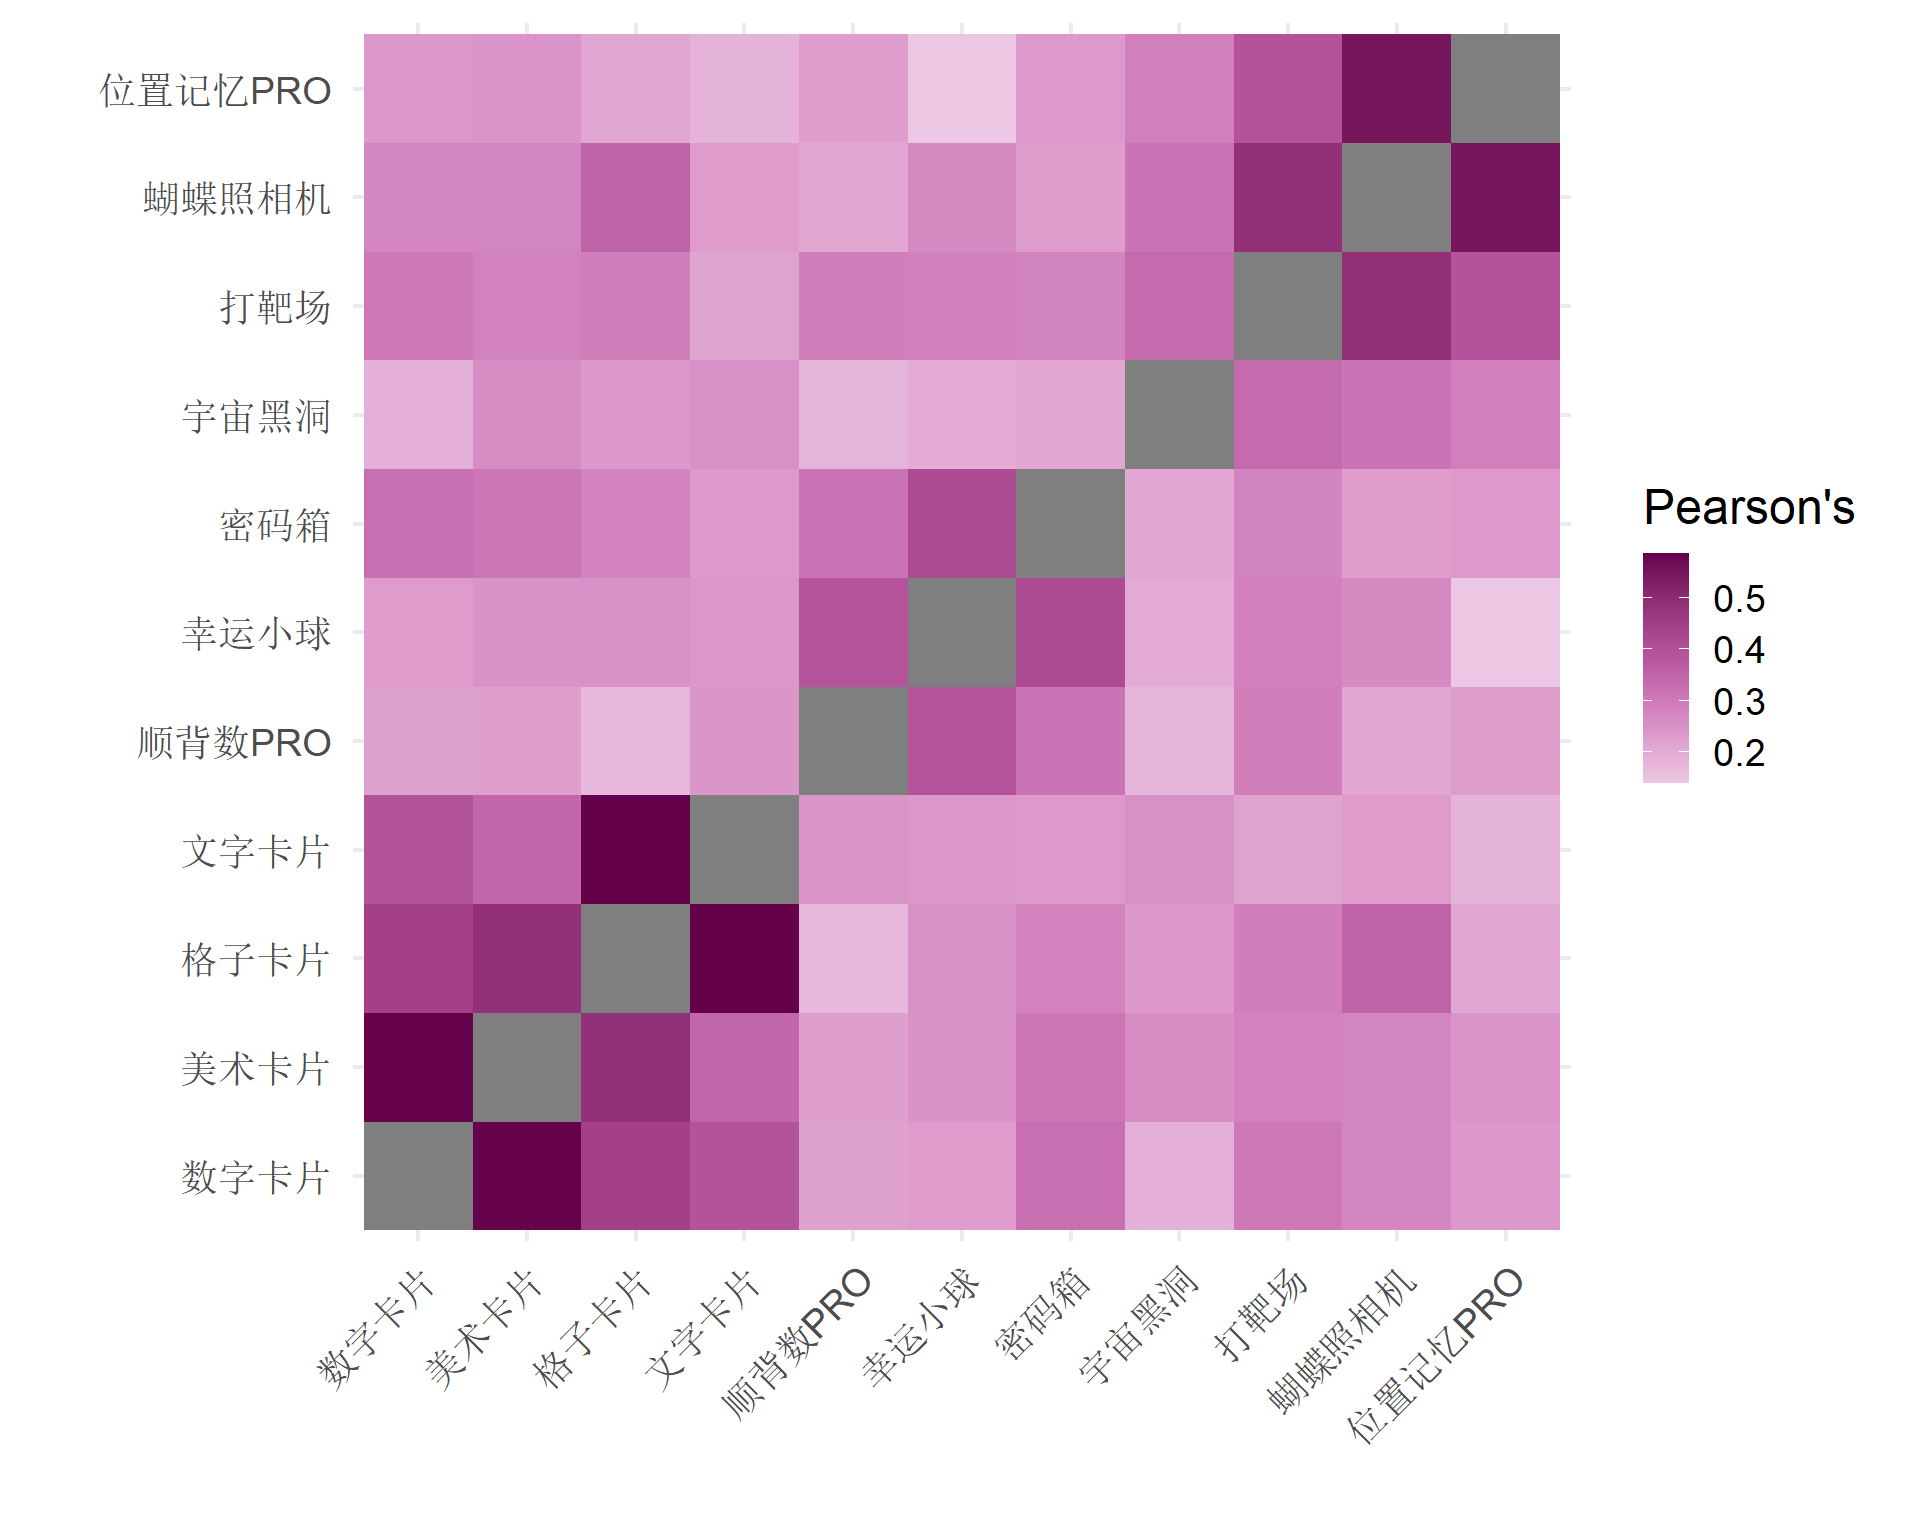 位置记忆PRO
蝴蝶照相机
打靶场
宇宙黑洞
密码箱
幸运小球
顺背数PRO
文字卡片
格子卡片
美术卡片
数字卡片
数字卡片
美术卡片
格子卡片
文字卡片
顺背数PRO
幸运小球
密码箱
宇宙黑洞
打靶场
蝴蝶照相机
位置记忆PRO
Pearson's
0.5
0.4
0.3
0.2